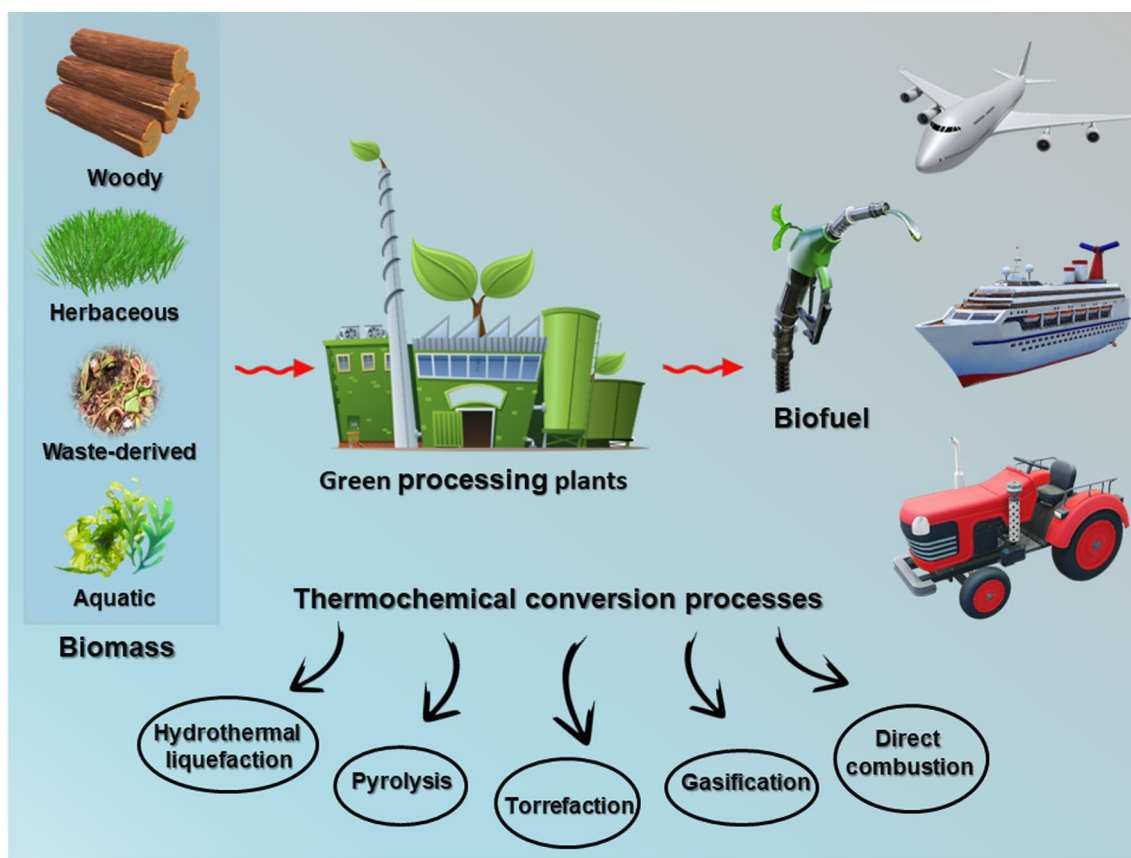 Woody
Herbaceous
Waste-derived
Aquatic
Biomass
Green processing plants
Biofuel
Thermochemical conversion processes
Hydrothermal
liquefaction
Pyrolysis
Torrefaction
Gasification
Direct
combustion